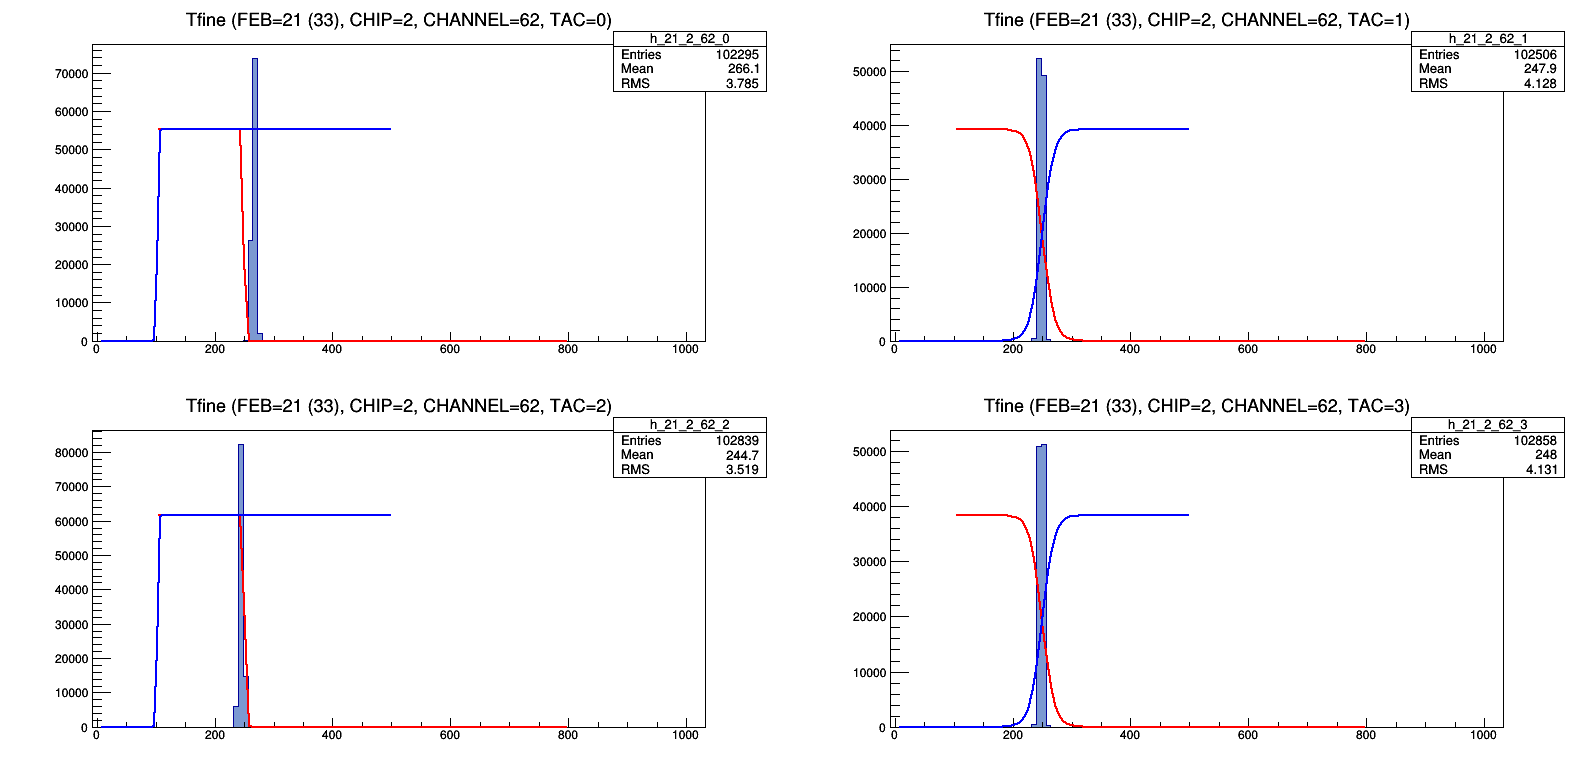 Tfine (FEB=21 (33), CHIP=2, CHANNEL=62, TAC=0)
h_21_2_62_0
Entries 102295
Mean 266.1
RMS 3.785
70000
60000
50000
40000
30000
20000
10000
0
0 200 400 600 800 1000
Tfine (FEB=21 (33), CHIP=2, CHANNEL=62, TAC=1)
h_21_2_62_1
Entries 102506
Mean 247.9
RMS 4.128
50000
40000
30000
20000
10000
0
0 200 400 600 800 1000
Tfine (FEB=21 (33), CHIP=2, CHANNEL=62, TAC=2)
h_21_2_62_2
Entries 102839
Mean 244.7
RMS 3.519
80000
70000
60000
50000
40000
30000
20000
10000
0
0 200 400 600 800 1000
Tfine (FEB=21 (33), CHIP=2, CHANNEL=62, TAC=3)
h_21_2_62_3
Entries 102858
Mean 248
RMS 4.131
50000
40000
30000
20000
10000
0
0 200 400 600 800 1000